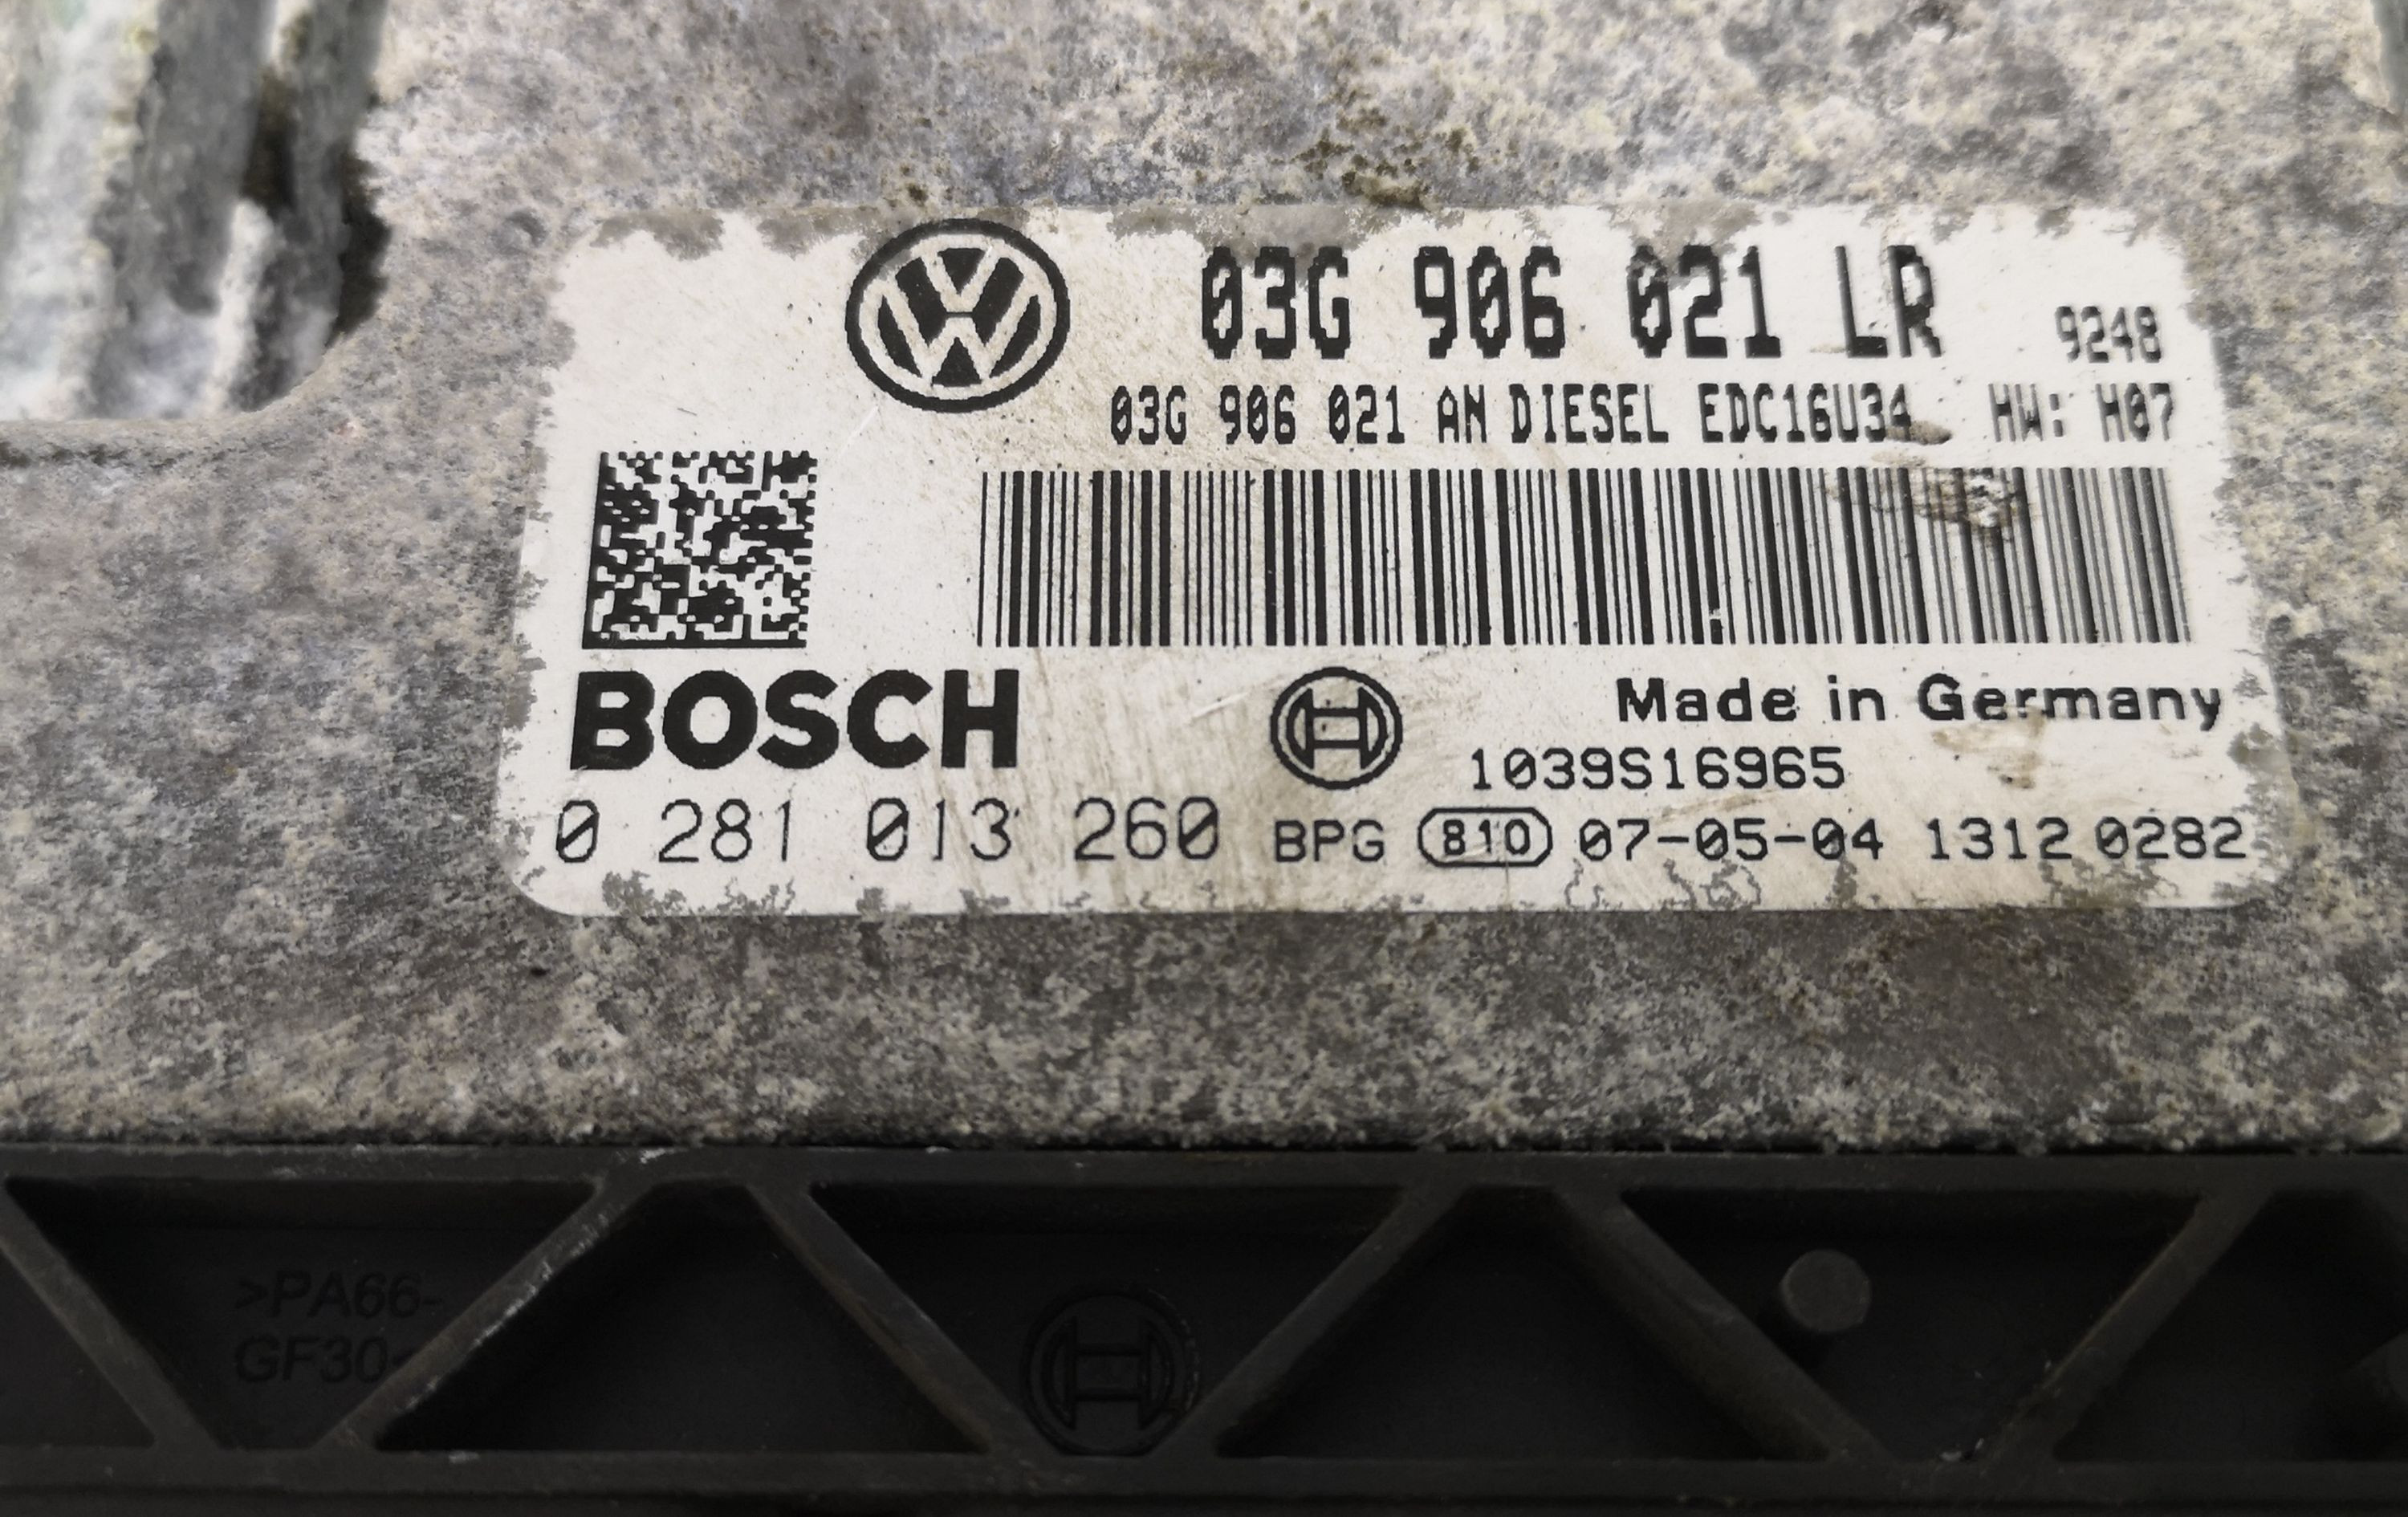 03G 906 021 LR 9248
03G 906 021 AN DIESEL EDC16U34 HW: H07
BOSCH
Made in Germany
1039S16965
0 281 013 260 BPG 810 07-05-04 1312 0282
>PA66-
GF30<